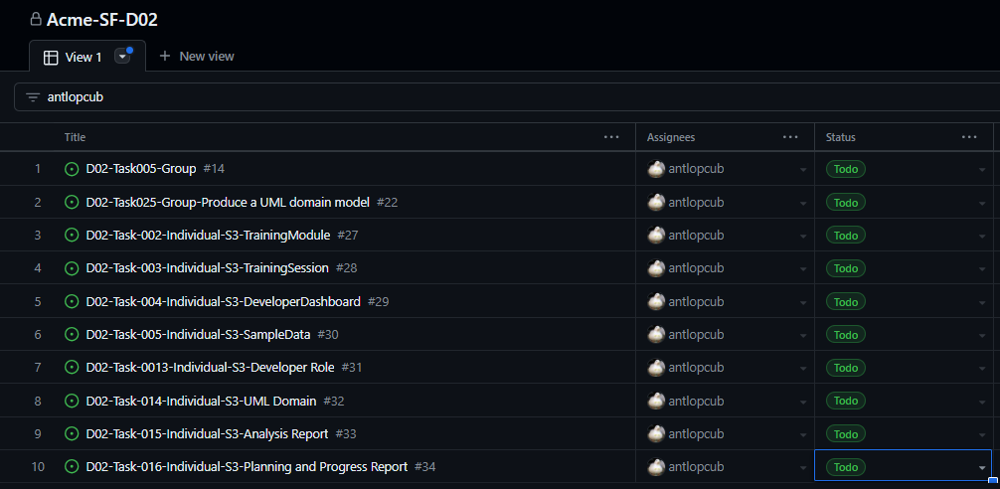 Acme-SF-D02
View 1 New view
antlopcub
Title ... Assignees ... Status ...
1 D02-Task005-Group #14 antlopcub Todo
2 D02-Task025-Group-Produce a UML domain model #22 antlopcub Todo
3 D02-Task-002-Individual-S3-TrainingModule #27 antlopcub Todo
4 D02-Task-003-Individual-S3-TrainingSession #28 antlopcub Todo
5 D02-Task-004-Individual-S3-DeveloperDashboard #29 antlopcub Todo
6 D02-Task-005-Individual-S3-SampleData #30 antlopcub Todo
7 D02-Task-0013-Individual-S3-Developer Role #31 antlopcub Todo
8 D02-Task-014-Individual-S3-UML Domain #32 antlopcub Todo
9 D02-Task-015-Individual-S3-Analysis Report #33 antlopcub Todo
10 D02-Task-016-Individual-S3-Planning and Progress Report #34 antlopcub Todo